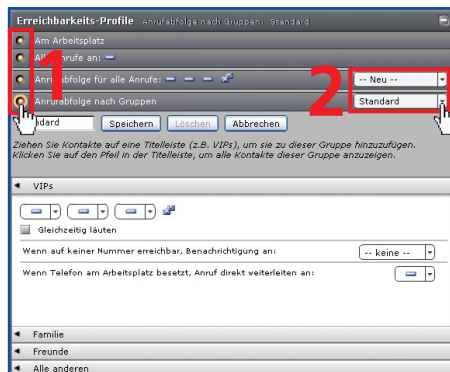 Erreichbarkeits-Profile Anrufabfolge nach Gruppen: Standard
Am Arbeitsplatz
Alle Anrufe an:
Anrufabfolge für alle Anrufe:
-- Neu --
Anrufabfolge nach Gruppen
Standard
1
2
Speichern Löschen Abbrechen
Ziehen Sie Kontakte auf eine Titelleiste (z.B. VIPs), um sie zu dieser Gruppe hinzuzufügen.
Klicken Sie auf den Pfeil in der Titelleiste, um alle Kontakte dieser Gruppe anzuzeigen.
VIPs
Gleichzeitig läuten
Wenn auf keiner Nummer erreichbar, Benachrichtigung an:
-- keine --
Wenn Telefon am Arbeitsplatz besetzt, Anruf direkt weiterleiten an:
Familie
Freunde
Alle anderen